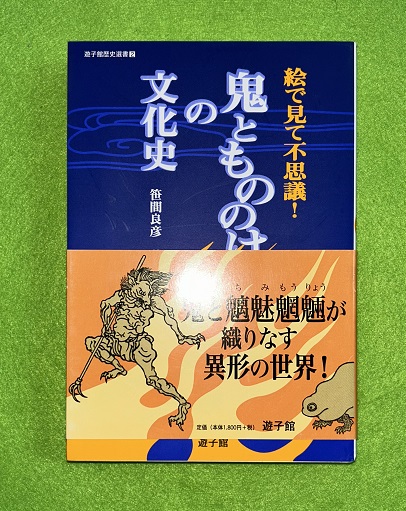 遊子館歴史選書2
絵で見て不思議!
鬼ともののけ
の
文化史
笹間良彦
ち み もう りょう
鬼と魑魅魍魎が
織りなす
異形の世界!
定価(本体1,800円+税) 遊子館
遊子館